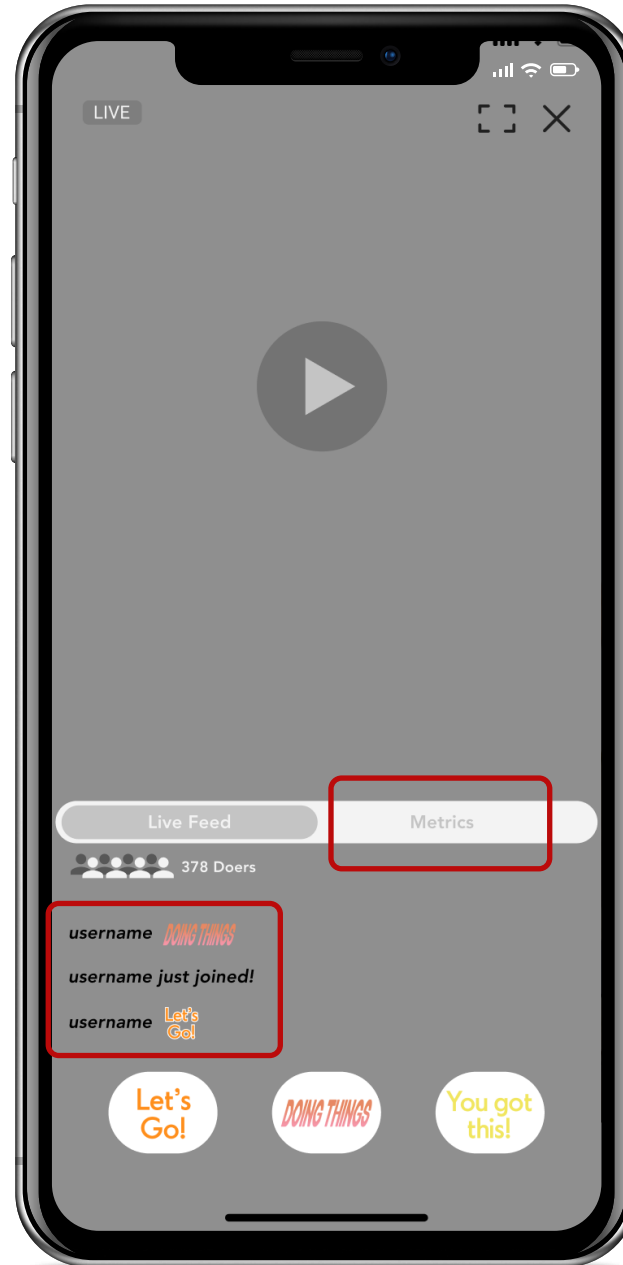 LIVE
Live Feed Metrics
378 Doers
username DOING THINGS
username just joined!
username Let's
Go!
Let's
Go!
DOING THINGS
You got
this!